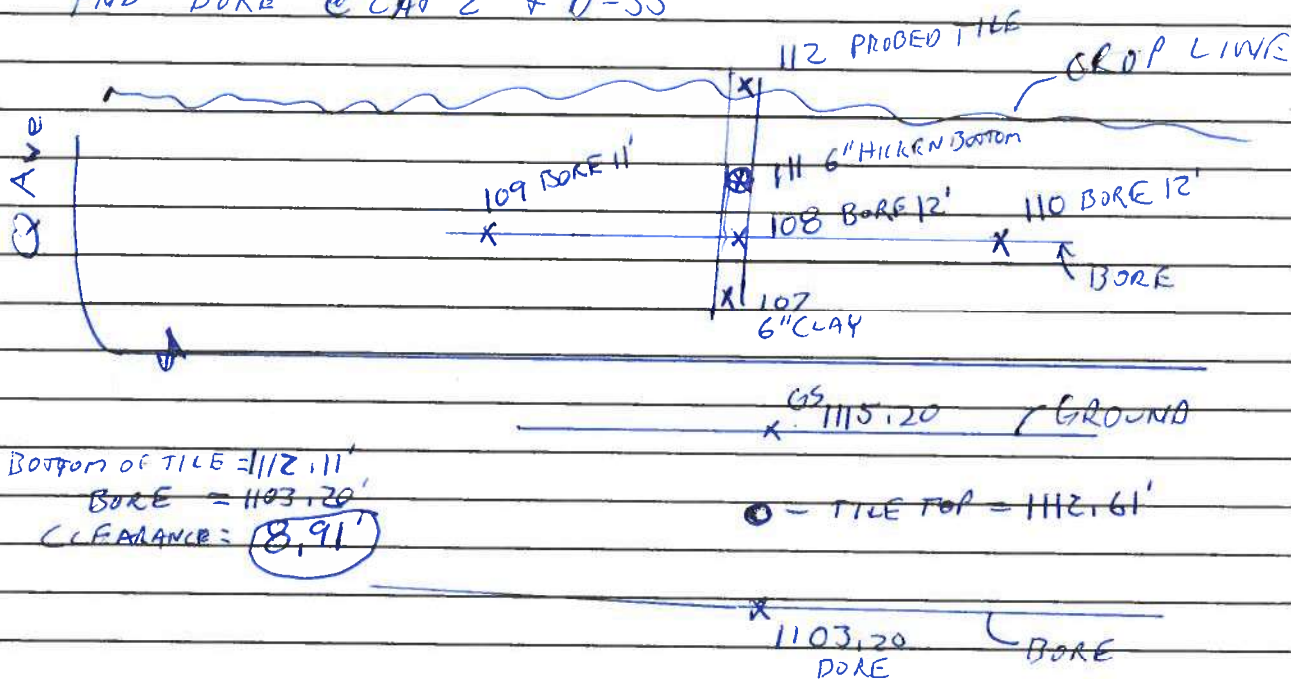 BORE @
112 PROBED TILE
CROP LINE
Q AVE
111 6" HICKENBOTTOM
109 BORE 11'
108 BORE 12'
110 BORE 12'
BORE
107
6" CLAY
GS 1115.20
GROUND
BOTTOM OF TILE = 1112.11'
BORE = 1103.20'
CLEARANCE = 8.91'
TILE TOP = 1112.61'
1103.20
BORE
BORE